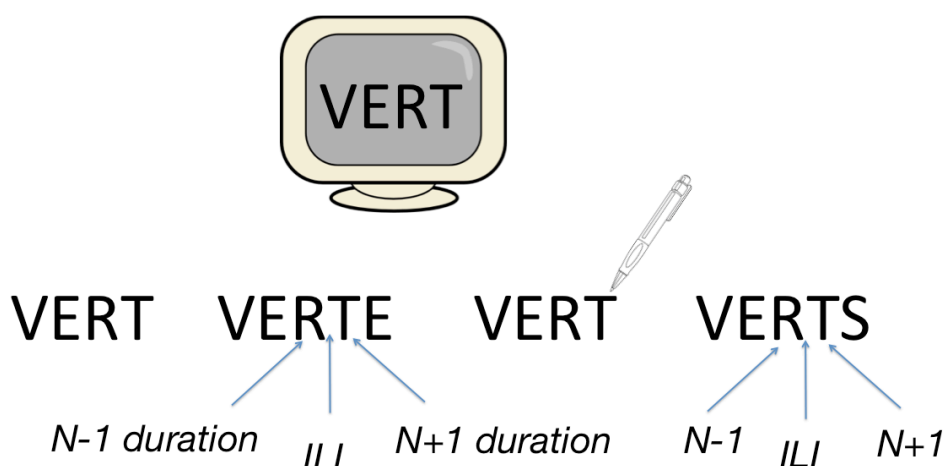 VERT
VERT VERTE VERT VERTS
N-1 duration ILI N+1 duration N-1 ILI N+1